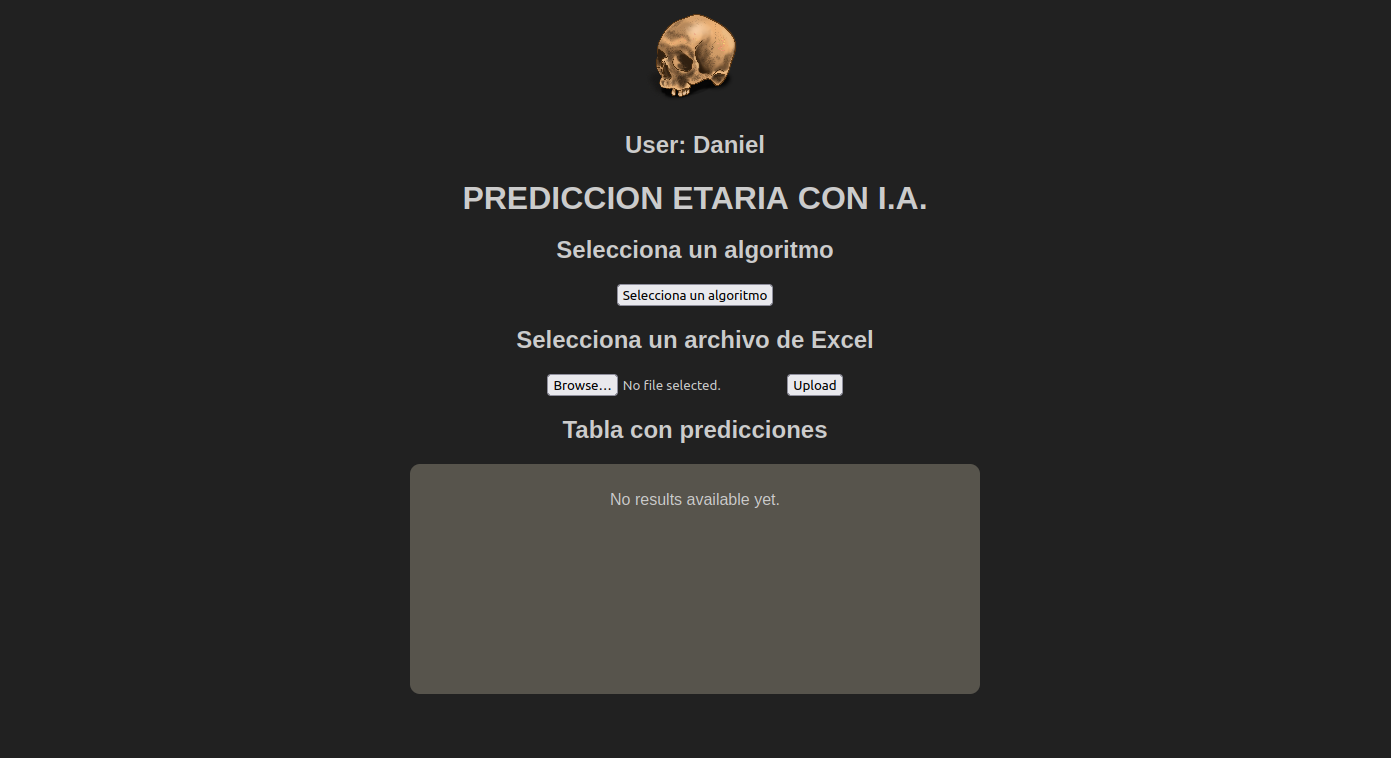 User: Daniel
PREDICCION ETARIA CON I.A.
Selecciona un algoritmo
Selecciona un algoritmo
Selecciona un archivo de Excel
Browse... No file selected. Upload
Tabla con predicciones
No results available yet.